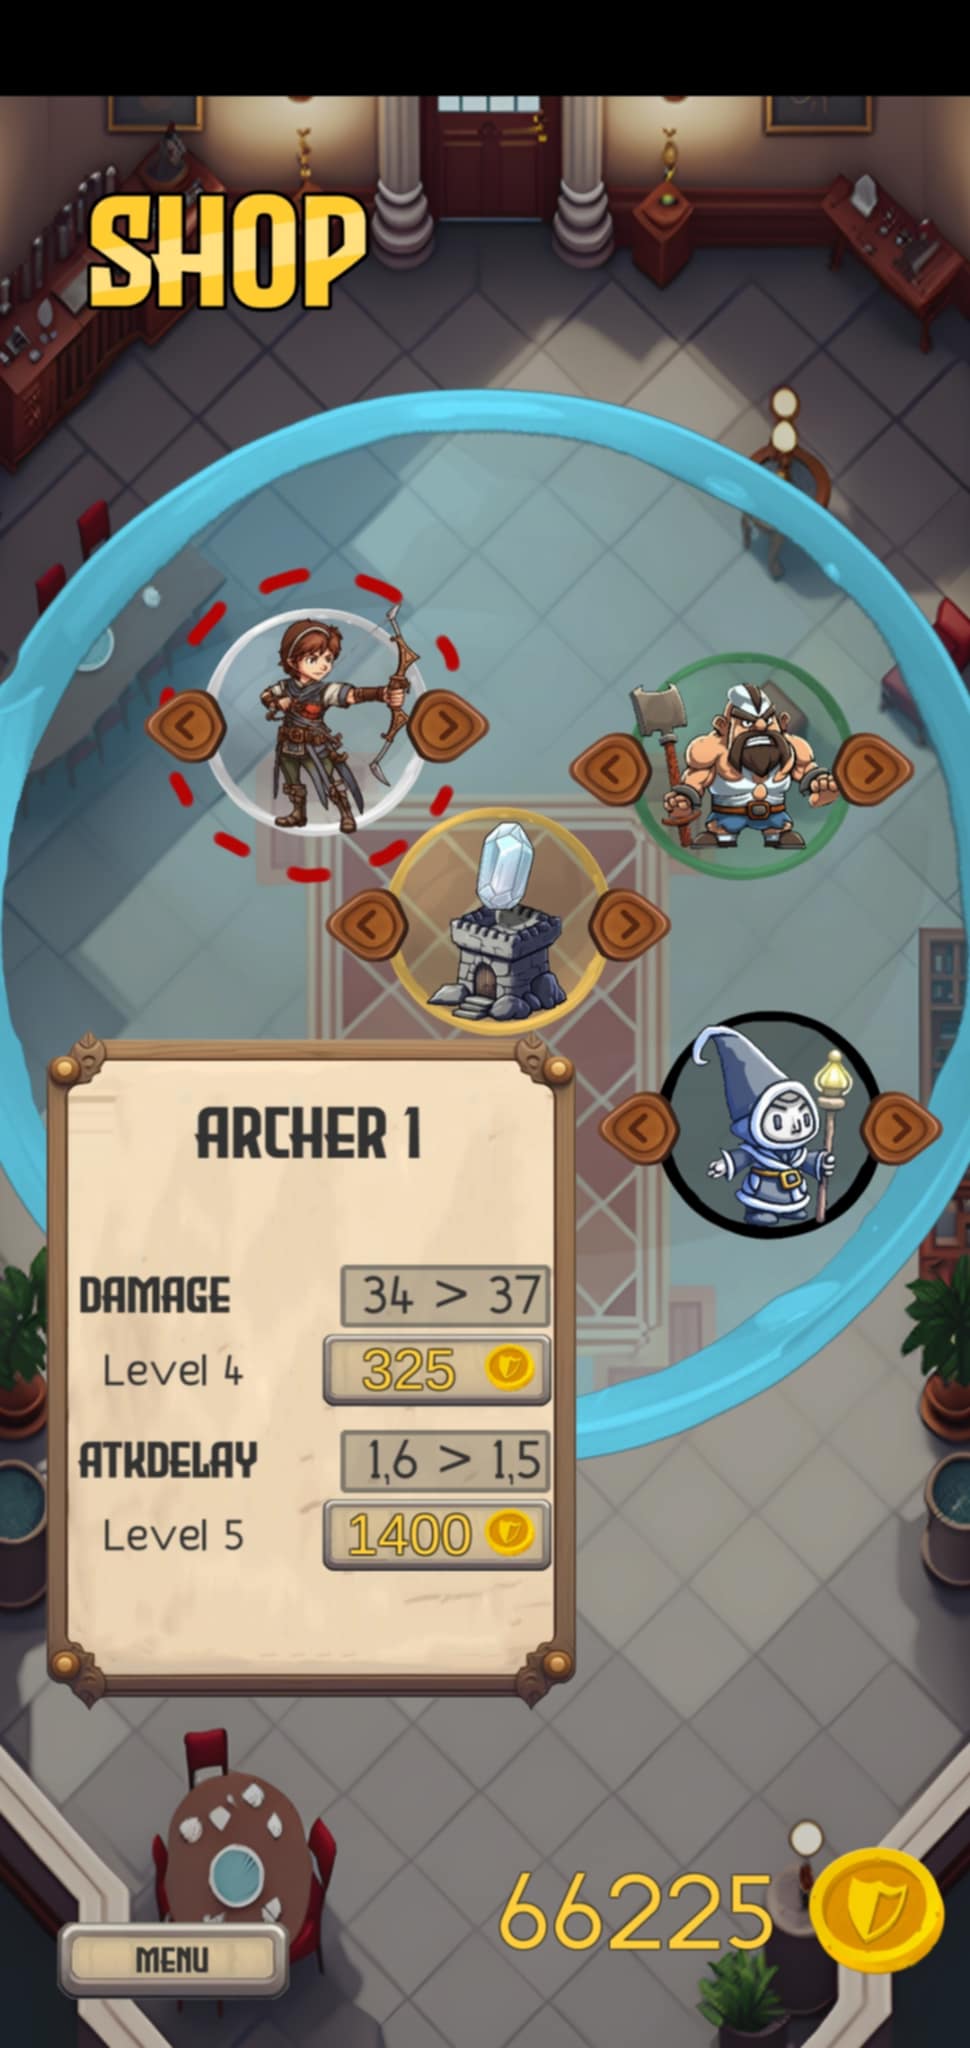 SHOP
ARCHER 1
DAMAGE 34 > 37
Level 4 325
ATKDELAY 1,6 > 1,5
Level 5 1400
66225
MENU